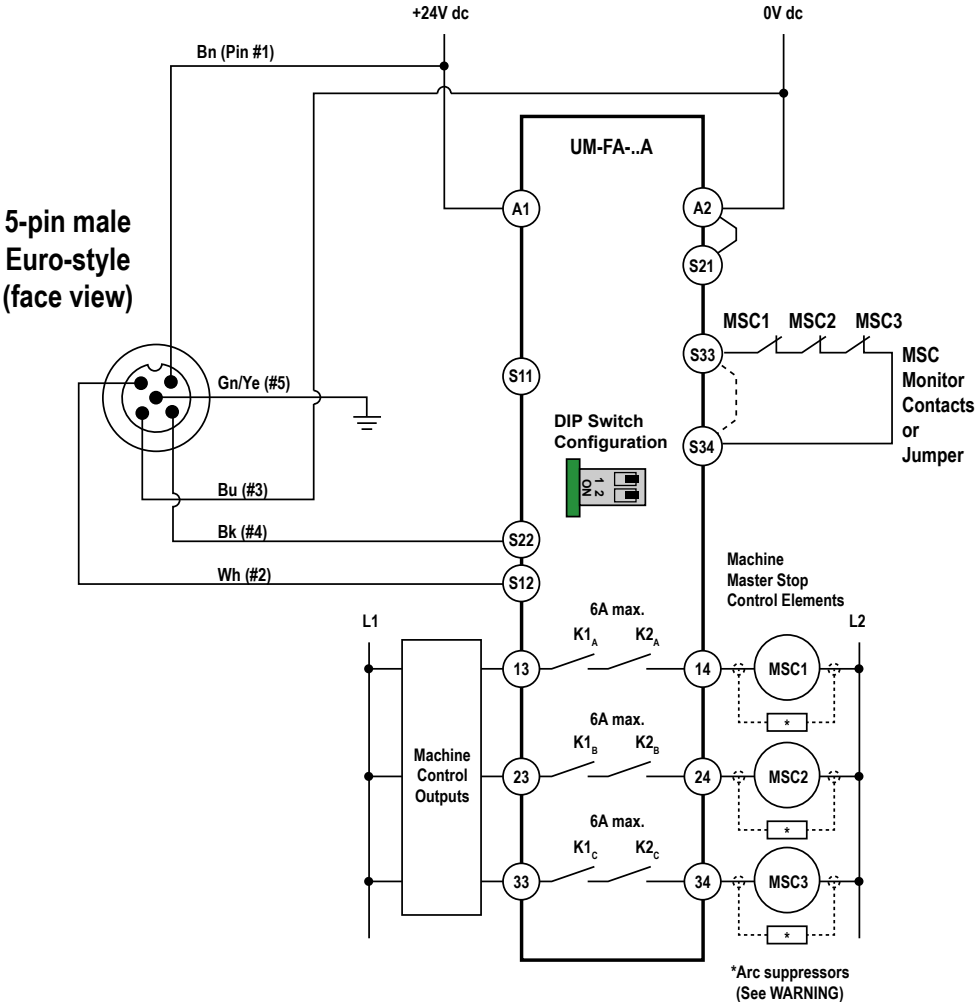 +24V dc
0V dc
Bn (Pin #1)
UM-FA-..A
5-pin male
Euro-style
(face view)
A1
A2
S21
MSC1 MSC2 MSC3
S33
MSC
Monitor
Contacts
or
Jumper
S11
Gn/Ye (#5)
DIP Switch
Configuration
S34
1 2
ON
Bu (#3)
Bk (#4)
S22
Wh (#2)
S12
Machine
Master Stop
Control Elements
L1
L2
6A max.
K1A K2A
13
14
MSC1
*
6A max.
K1B K2B
Machine
Control
Outputs
23
24
MSC2
*
6A max.
K1C K2C
33
34
MSC3
*
*Arc suppressors
(See WARNING)